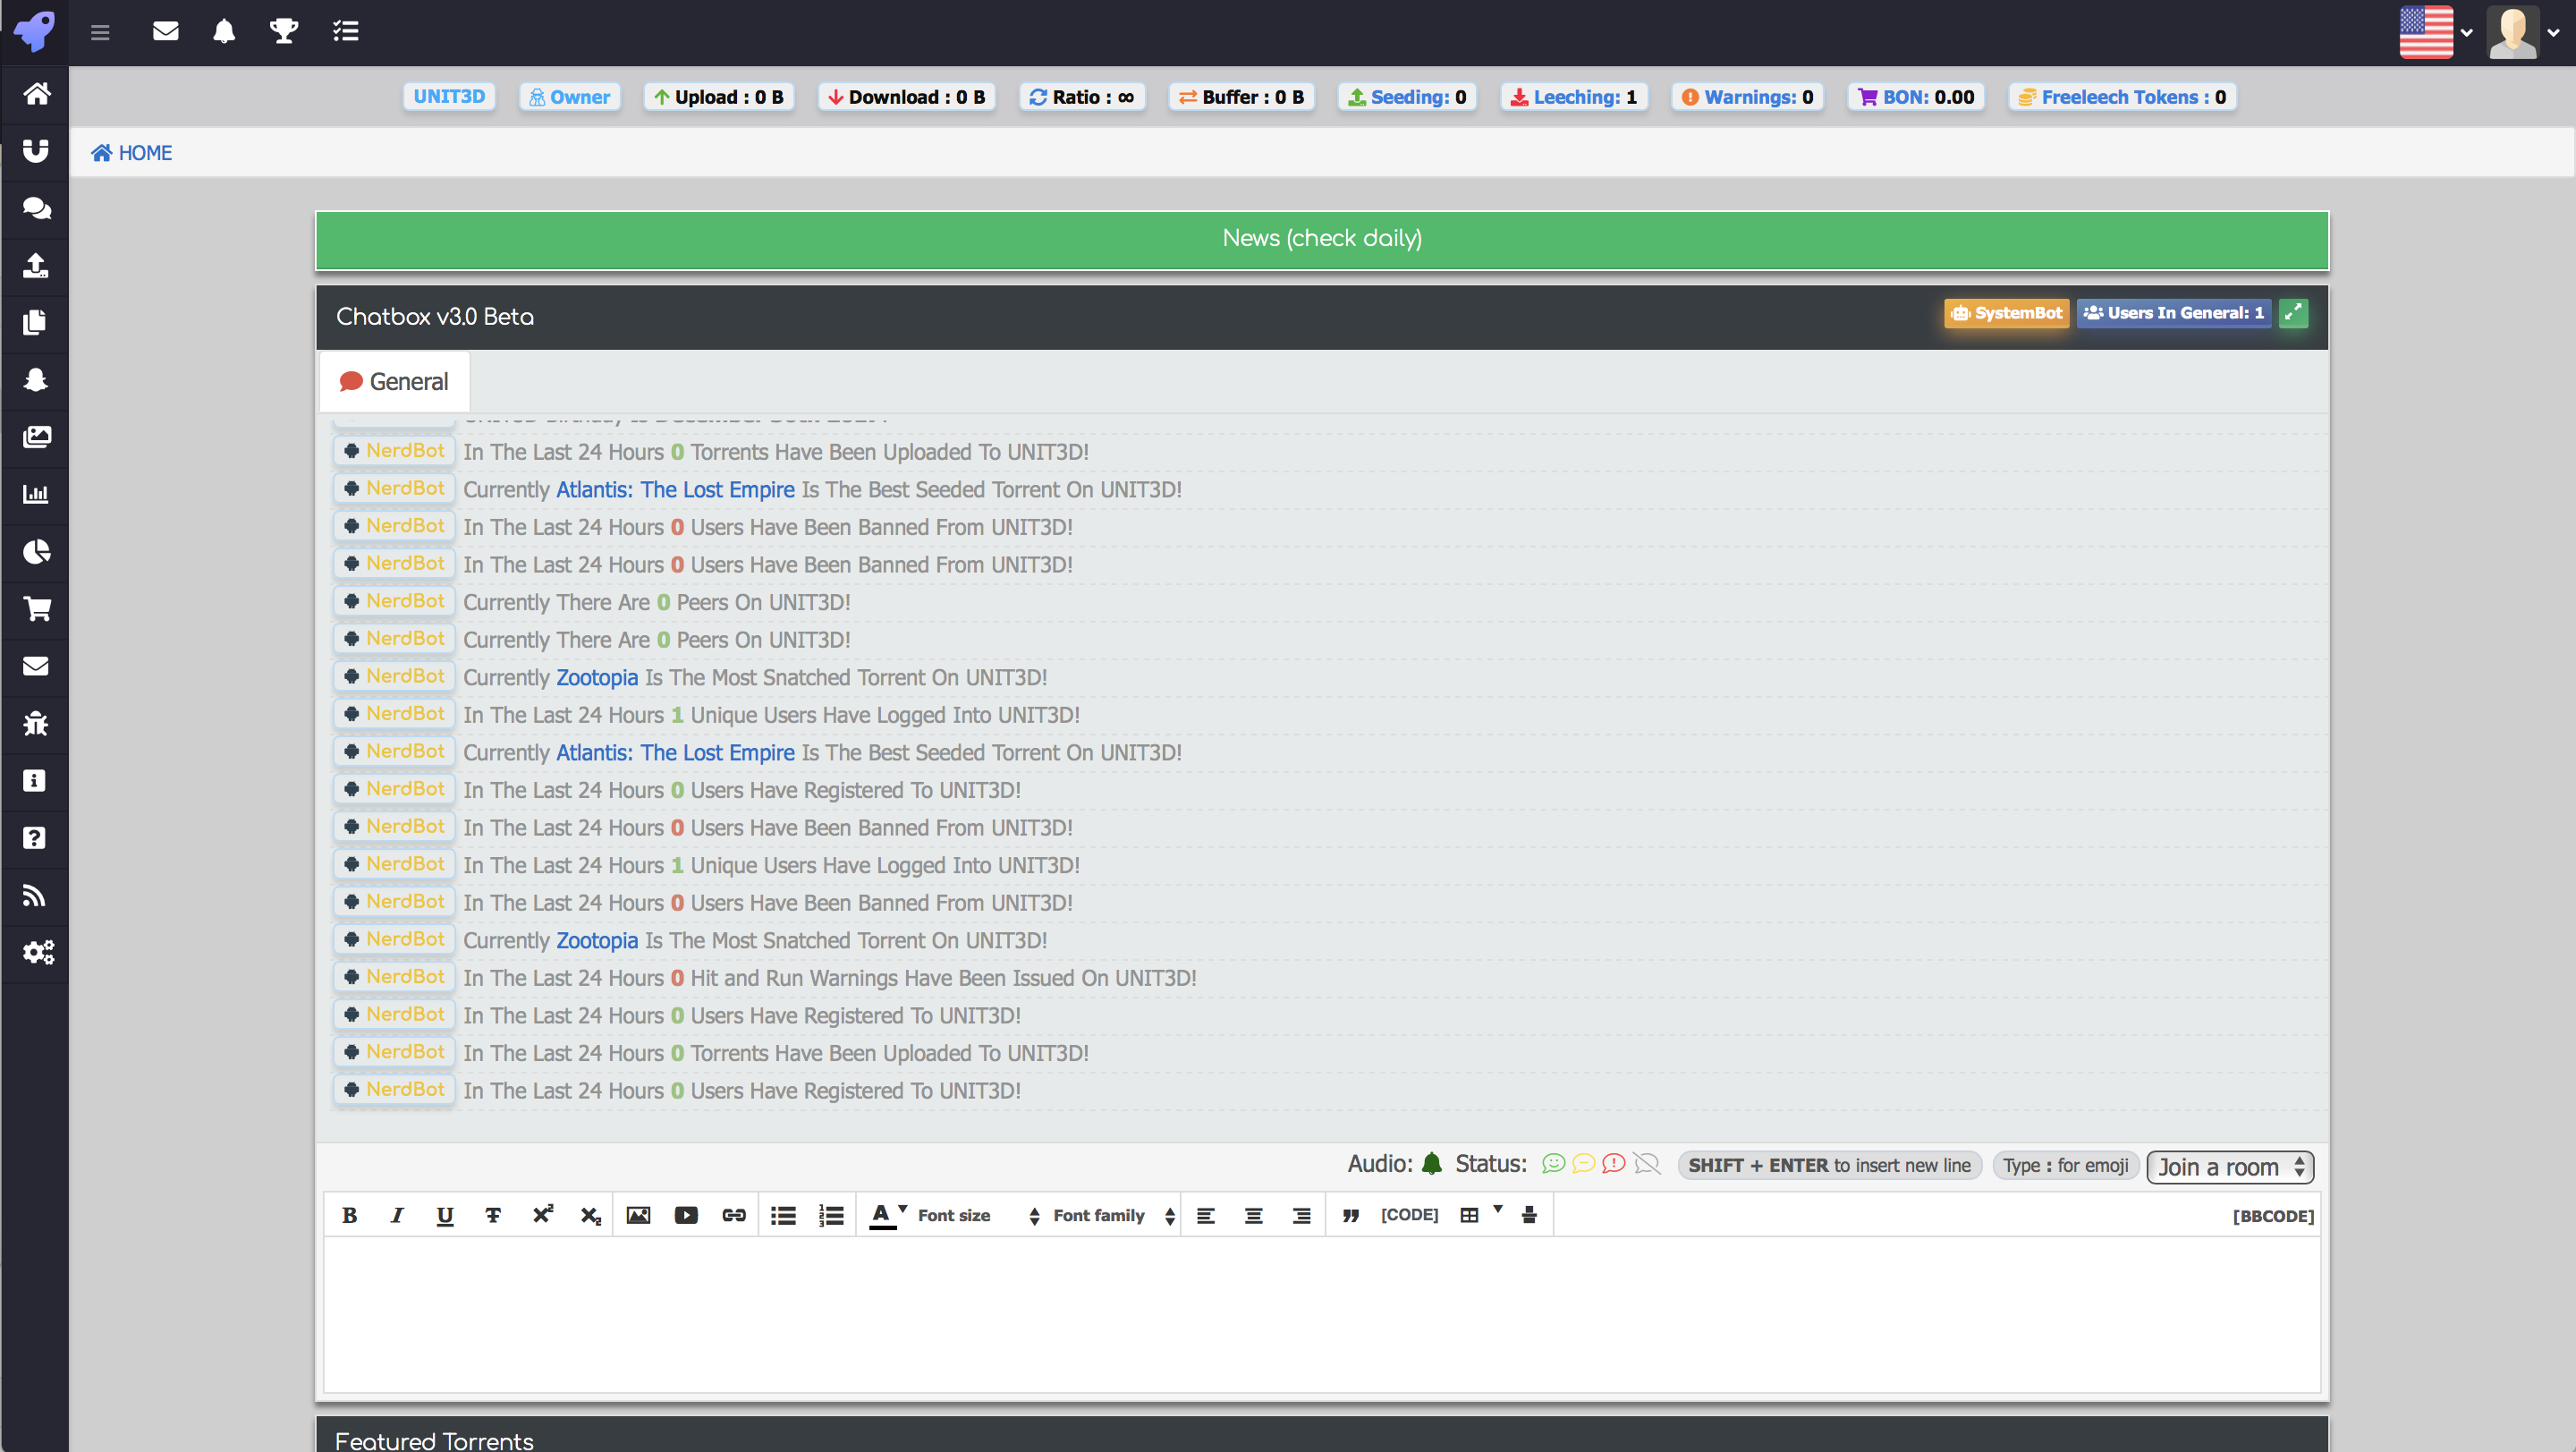 UNIT3D Owner Upload : 0 B Download : 0 B Ratio : ∞ Buffer : 0 B Seeding: 0 Leeching: 1 Warnings: 0 BON: 0.00 Freeleech Tokens : 0
HOME
News (check daily)
Chatbox v3.0 Beta SystemBot Users In General: 1
General
NerdBot In The Last 24 Hours 0 Torrents Have Been Uploaded To UNIT3D!
NerdBot Currently Atlantis: The Lost Empire Is The Best Seeded Torrent On UNIT3D!
NerdBot In The Last 24 Hours 0 Users Have Been Banned From UNIT3D!
NerdBot In The Last 24 Hours 0 Users Have Been Banned From UNIT3D!
NerdBot Currently There Are 0 Peers On UNIT3D!
NerdBot Currently There Are 0 Peers On UNIT3D!
NerdBot Currently Zootopia Is The Most Snatched Torrent On UNIT3D!
NerdBot In The Last 24 Hours 1 Unique Users Have Logged Into UNIT3D!
NerdBot Currently Atlantis: The Lost Empire Is The Best Seeded Torrent On UNIT3D!
NerdBot In The Last 24 Hours 0 Users Have Registered To UNIT3D!
NerdBot In The Last 24 Hours 0 Users Have Been Banned From UNIT3D!
NerdBot In The Last 24 Hours 1 Unique Users Have Logged Into UNIT3D!
NerdBot In The Last 24 Hours 0 Users Have Been Banned From UNIT3D!
NerdBot Currently Zootopia Is The Most Snatched Torrent On UNIT3D!
NerdBot In The Last 24 Hours 0 Hit and Run Warnings Have Been Issued On UNIT3D!
NerdBot In The Last 24 Hours 0 Users Have Registered To UNIT3D!
NerdBot In The Last 24 Hours 0 Torrents Have Been Uploaded To UNIT3D!
NerdBot In The Last 24 Hours 0 Users Have Registered To UNIT3D!
Audio: Status: SHIFT + ENTER to insert new line Type : for emoji Join a room
Font size Font family [CODE] [BBCODE]
Featured Torrents